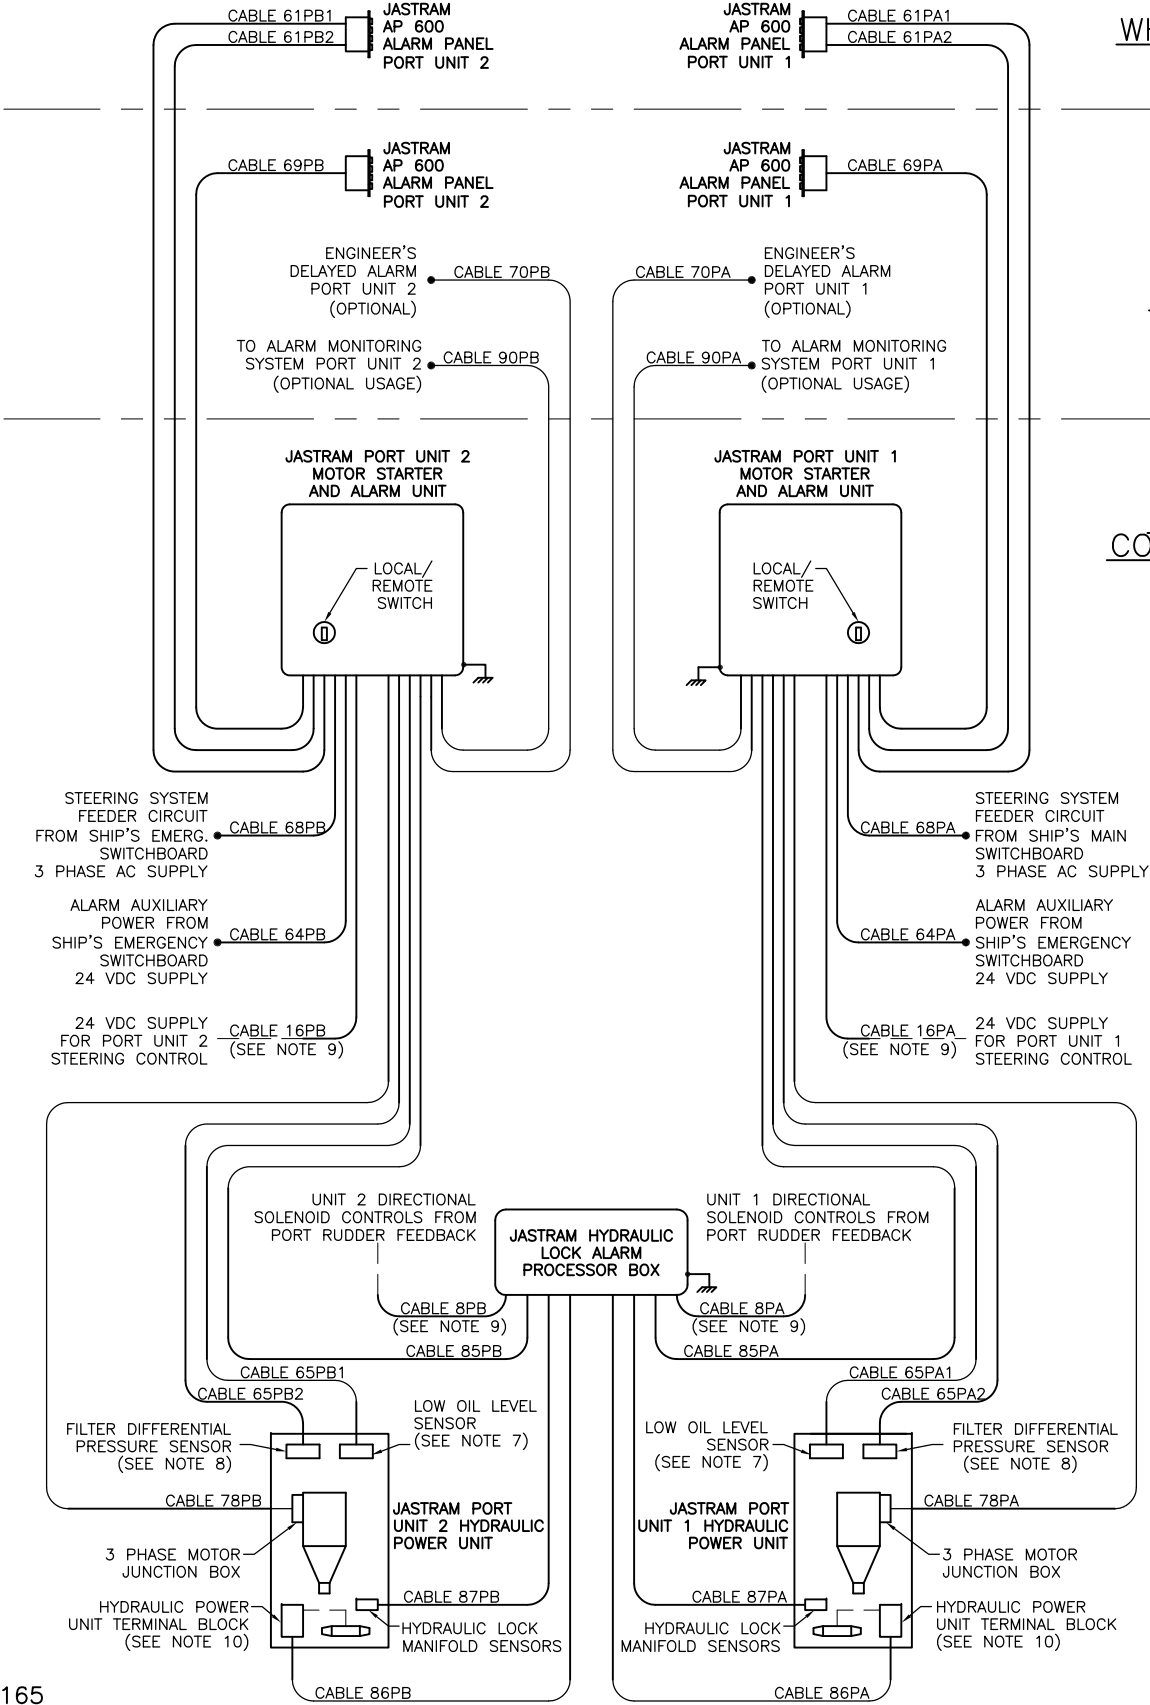 CABLE 61PB1
CABLE 61PB2
JASTRAM
AP 600
ALARM PANEL
PORT UNIT 2
JASTRAM
AP 600
ALARM PANEL
PORT UNIT 1
CABLE 61PA1
CABLE 61PA2
CABLE 69PB
JASTRAM
AP 600
ALARM PANEL
PORT UNIT 2
JASTRAM
AP 600
ALARM PANEL
PORT UNIT 1
CABLE 69PA
ENGINEER'S
DELAYED ALARM
PORT UNIT 2
(OPTIONAL)
CABLE 70PB
CABLE 70PA
ENGINEER'S
DELAYED ALARM
PORT UNIT 1
(OPTIONAL)
TO ALARM MONITORING
SYSTEM PORT UNIT 2
(OPTIONAL USAGE)
CABLE 90PB
CABLE 90PA
TO ALARM MONITORING
SYSTEM PORT UNIT 1
(OPTIONAL USAGE)
JASTRAM PORT UNIT 2
MOTOR STARTER
AND ALARM UNIT
JASTRAM PORT UNIT 1
MOTOR STARTER
AND ALARM UNIT
LOCAL/
REMOTE
SWITCH
LOCAL/
REMOTE
SWITCH
STEERING SYSTEM
FEEDER CIRCUIT
FROM SHIP'S EMERG.
SWITCHBOARD
3 PHASE AC SUPPLY
CABLE 68PB
CABLE 68PA
STEERING SYSTEM
FEEDER CIRCUIT
FROM SHIP'S MAIN
SWITCHBOARD
3 PHASE AC SUPPLY
ALARM AUXILIARY
POWER FROM
SHIP'S EMERGENCY
SWITCHBOARD
24 VDC SUPPLY
CABLE 64PB
CABLE 64PA
ALARM AUXILIARY
POWER FROM
SHIP'S EMERGENCY
SWITCHBOARD
24 VDC SUPPLY
24 VDC SUPPLY
FOR PORT UNIT 2
STEERING CONTROL
CABLE 16PB
(SEE NOTE 9)
CABLE 16PA
(SEE NOTE 9)
24 VDC SUPPLY
FOR PORT UNIT 1
STEERING CONTROL
UNIT 2 DIRECTIONAL
SOLENOID CONTROLS FROM
PORT RUDDER FEEDBACK
JASTRAM HYDRAULIC
LOCK ALARM
PROCESSOR BOX
UNIT 1 DIRECTIONAL
SOLENOID CONTROLS FROM
PORT RUDDER FEEDBACK
CABLE 8PB
(SEE NOTE 9)
CABLE 8PA
(SEE NOTE 9)
CABLE 85PB
CABLE 85PA
CABLE 65PB1
CABLE 65PB2
CABLE 65PA1
CABLE 65PA2
FILTER DIFFERENTIAL
PRESSURE SENSOR
(SEE NOTE 8)
LOW OIL LEVEL
SENSOR
(SEE NOTE 7)
LOW OIL LEVEL
SENSOR
(SEE NOTE 7)
FILTER DIFFERENTIAL
PRESSURE SENSOR
(SEE NOTE 8)
CABLE 78PB
JASTRAM PORT
UNIT 2 HYDRAULIC
POWER UNIT
JASTRAM PORT
UNIT 1 HYDRAULIC
POWER UNIT
CABLE 78PA
3 PHASE MOTOR
JUNCTION BOX
3 PHASE MOTOR
JUNCTION BOX
CABLE 87PB
CABLE 87PA
HYDRAULIC POWER
UNIT TERMINAL BLOCK
(SEE NOTE 10)
HYDRAULIC LOCK
MANIFOLD SENSORS
HYDRAULIC LOCK
MANIFOLD SENSORS
HYDRAULIC POWER
UNIT TERMINAL BLOCK
(SEE NOTE 10)
CABLE 86PB
CABLE 86PA
165